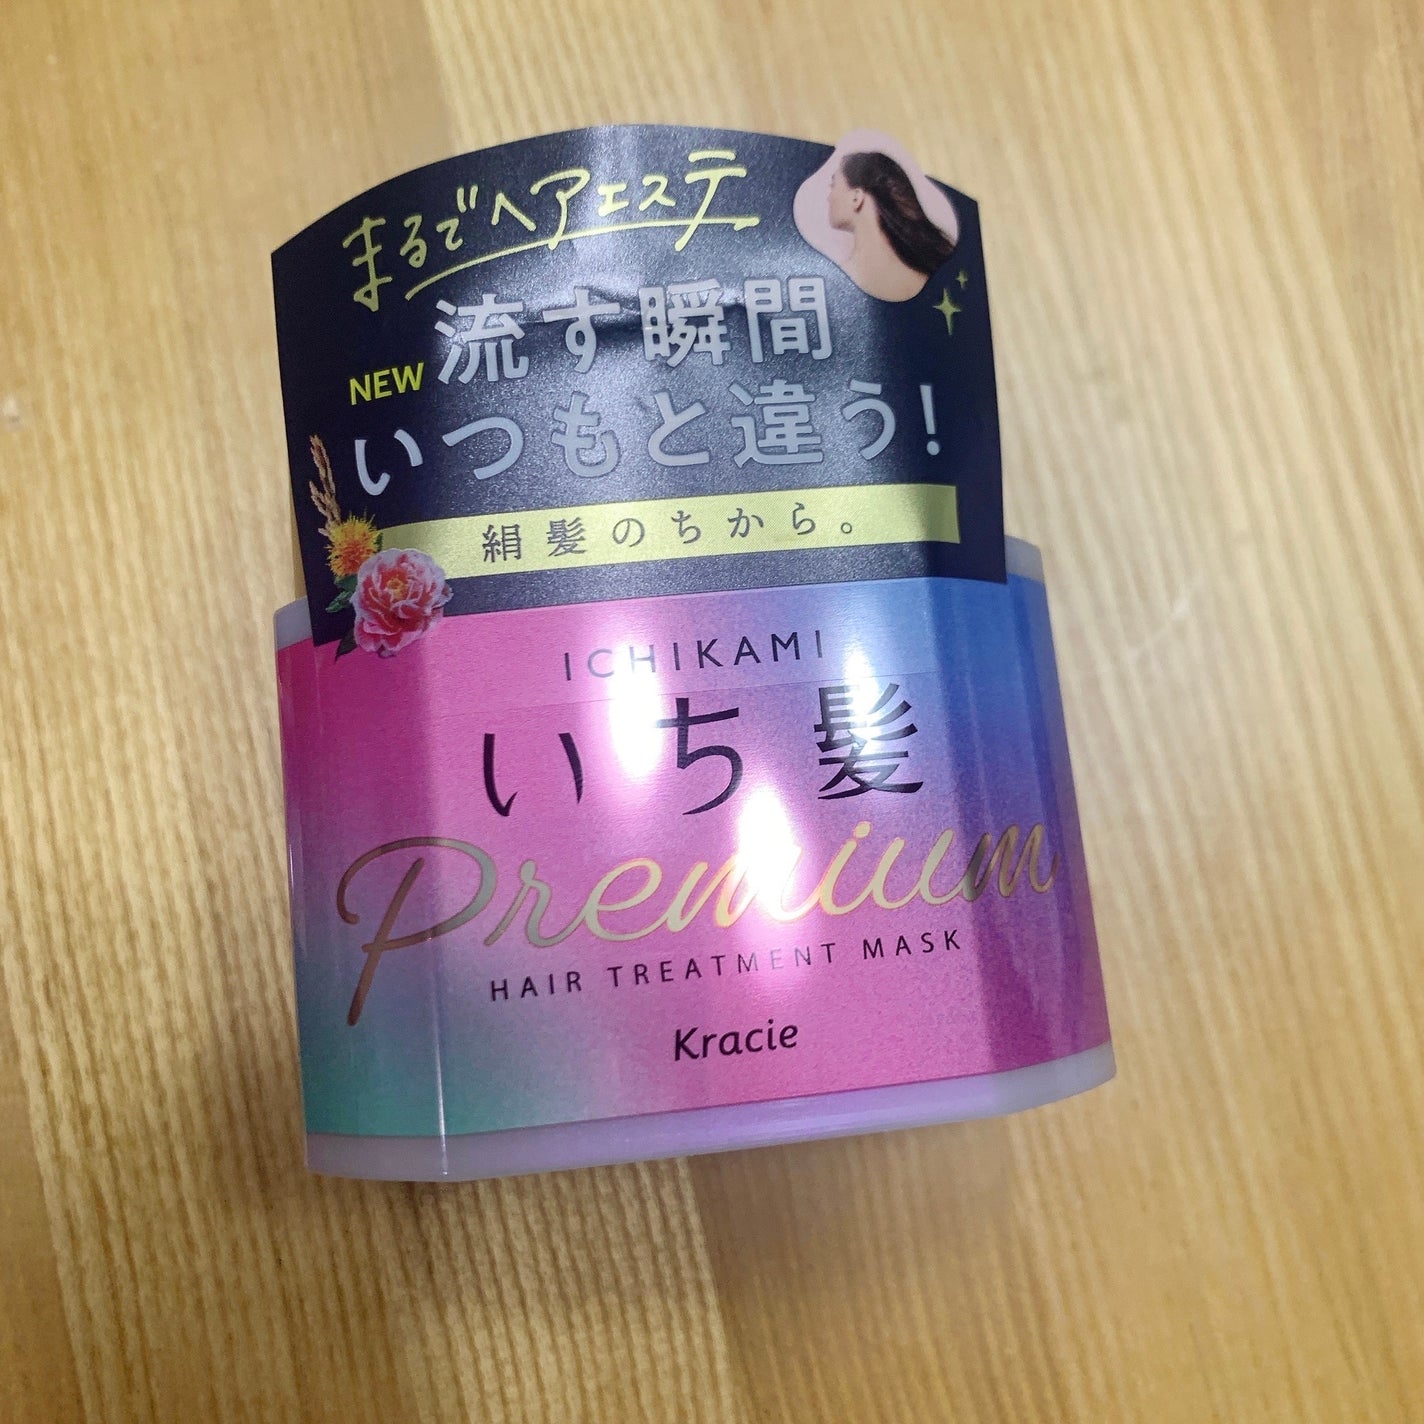 まるでヘアエステ
流す瞬間
NEW
いつもと違う!
絹髪のちから。
ICHIKAMI
いち髪
Premium
HAIR TREATMENT MASK
Kracie